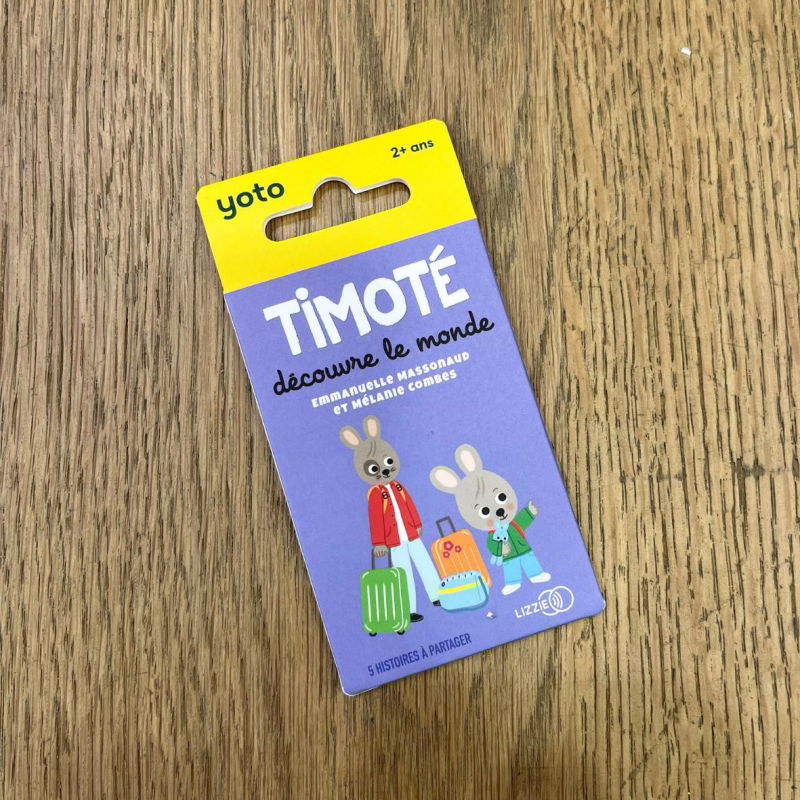 yoto
2+ ans
TiMOTÉ
découvre le monde
Emmanuelle Massonaud
et Mélanie Combes
LIZZIE
5 HISTOIRES À PARTAGER